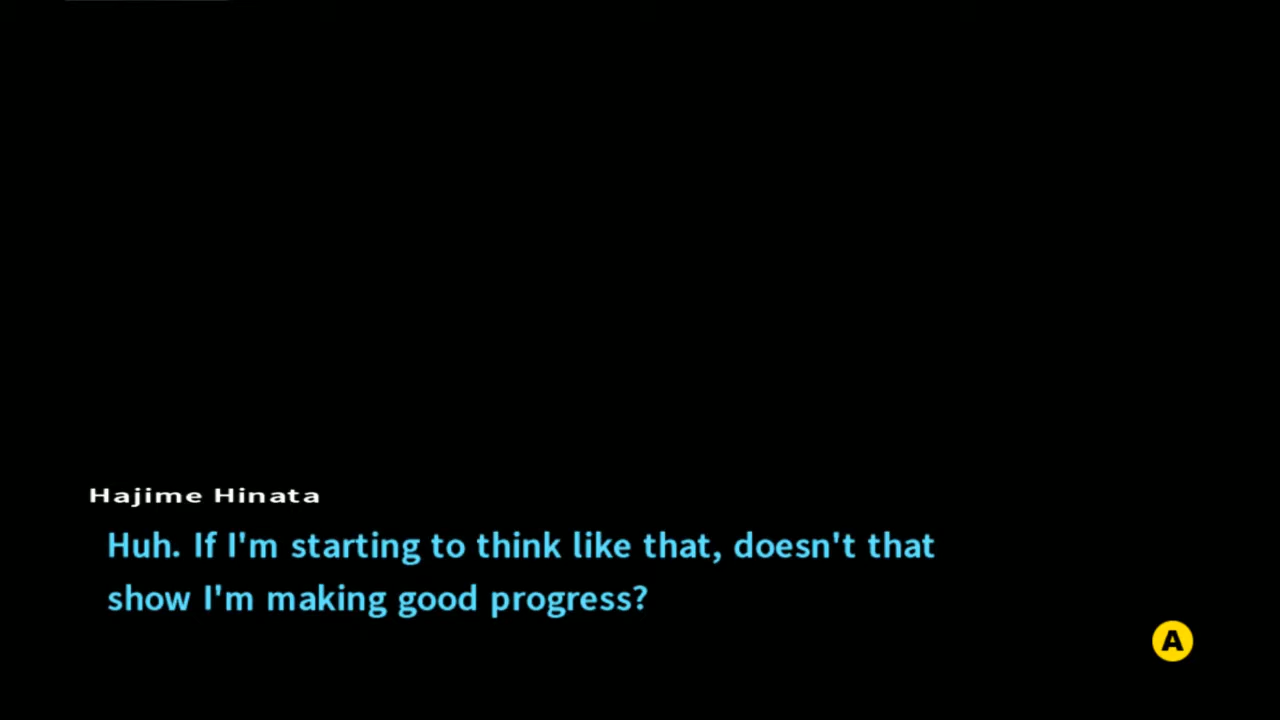 Hajime Hinata
Huh. If I'm starting to think like that, doesn't that
show I'm making good progress?
A